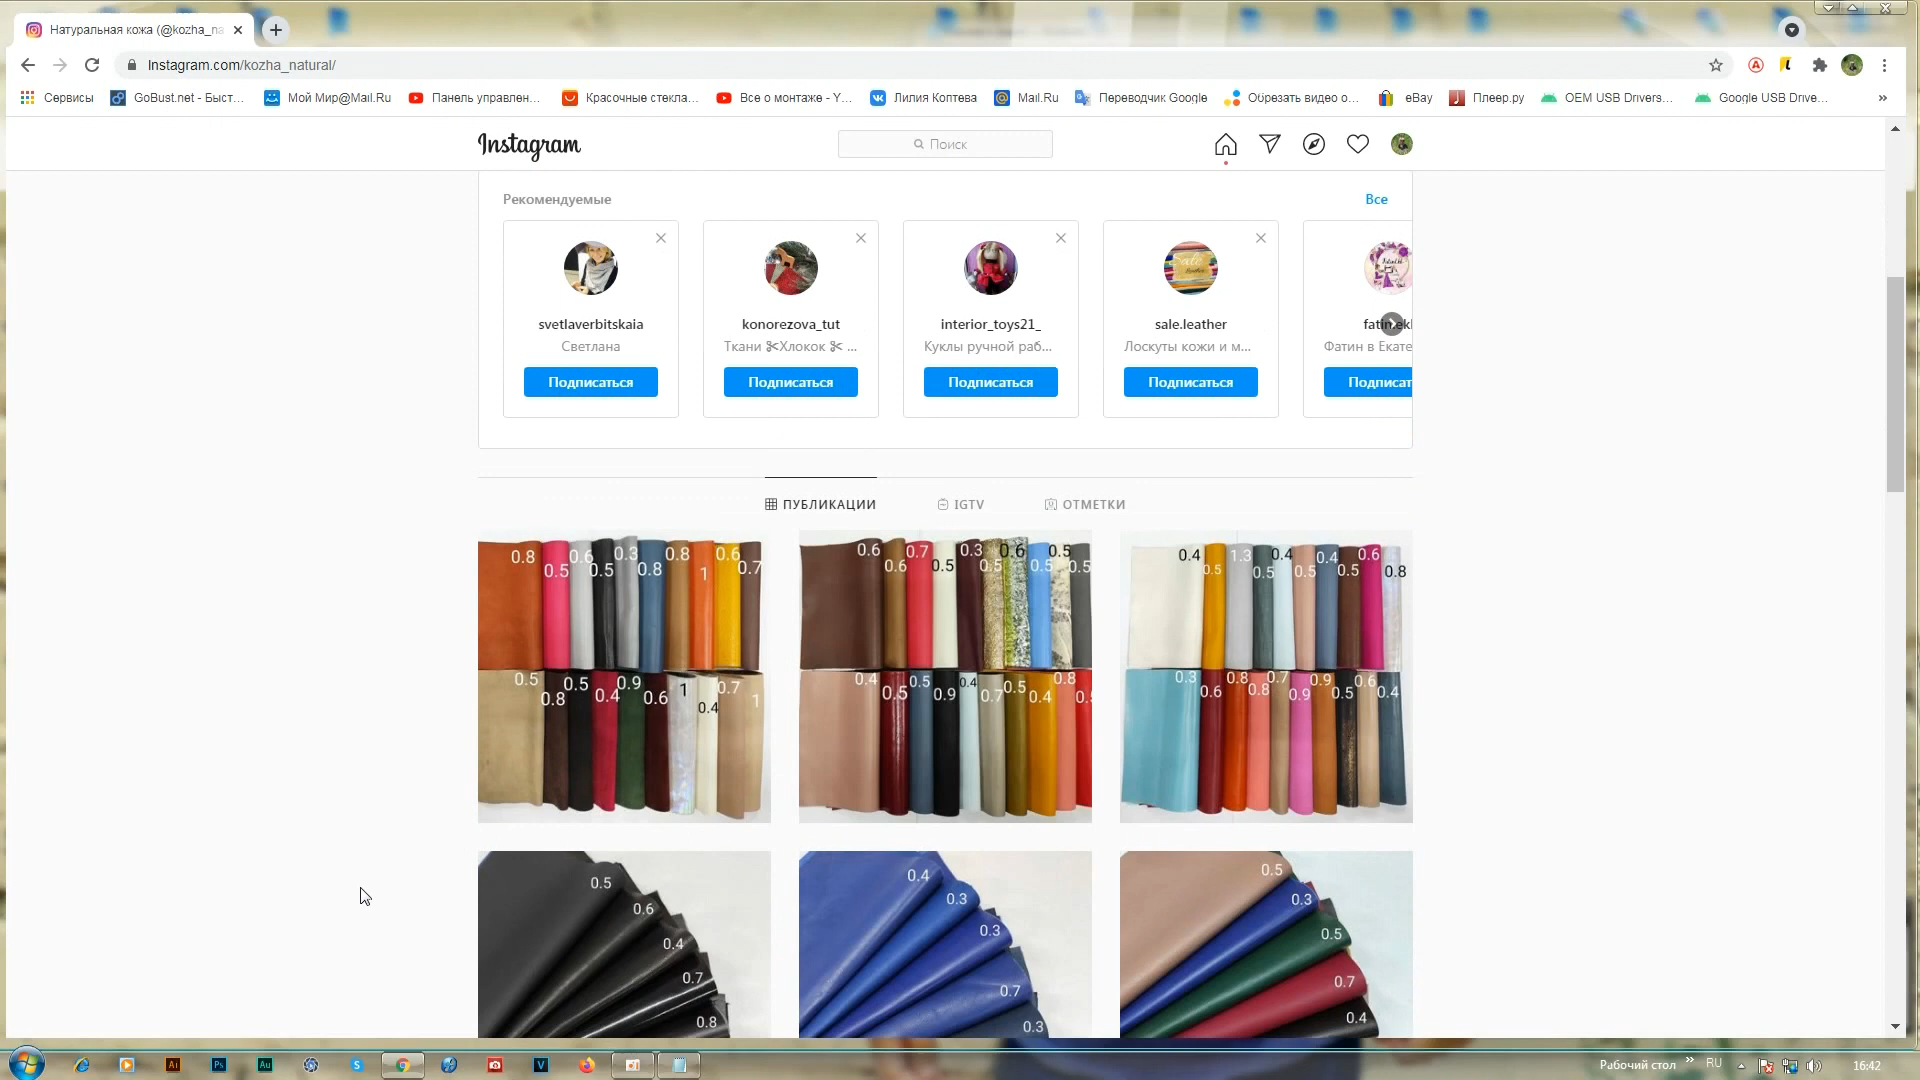 Натуральная кожа (@kozha_na
Instagram.com/kozha_natural/
Сервисы
GoBust.net - Быст...
Мой Мир@Mail.Ru
Панель управлен...
Красочные стекла...
Все о монтаже - Y...
Лилия Коптева
Mail.Ru
Переводчик Google
Обрезать видео о...
eBay
Плеер.ру
OEM USB Drivers...
Google USB Drive...
»
Instagram
Поиск
Рекомендуемые
Все
svetlaverbitskaia
Светлана
Подписаться
konorezova_tut
Ткани ✂Хлокок ✂ ...
Подписаться
interior_toys21_
Куклы ручной раб...
Подписаться
sale.leather
Лоскуты кожи и м...
Подписаться
Фатин в Екате
Подписат
ПУБЛИКАЦИИ
IGTV
ОТМЕТКИ
0.8 0.5 0.6 0.5 0.3 0.8 0.8 1 0.6 0.7
0.5 0.8 0.5 0.4 0.9 0.6 1 0.4 0.7 1
0.6 0.6 0.7 0.5 0.3 0.5 0.6 0.5 0.5 0.5
0.4 0.5 0.5 0.9 0.4 0.7 0.5 0.4 0.8 0.5
0.4 0.5 1.3 0.5 0.4 0.5 0.4 0.5 0.6 0.8
0.3 0.6 0.8 0.8 0.7 0.9 0.9 0.5 0.6 0.4
0.5
0.6
0.4
0.7
0.8
0.4
0.3
0.3
0.7
0.3
0.5
0.3
0.5
0.7
0.4
Ai
Ps
Au
Рабочий стол
»
RU
16:42